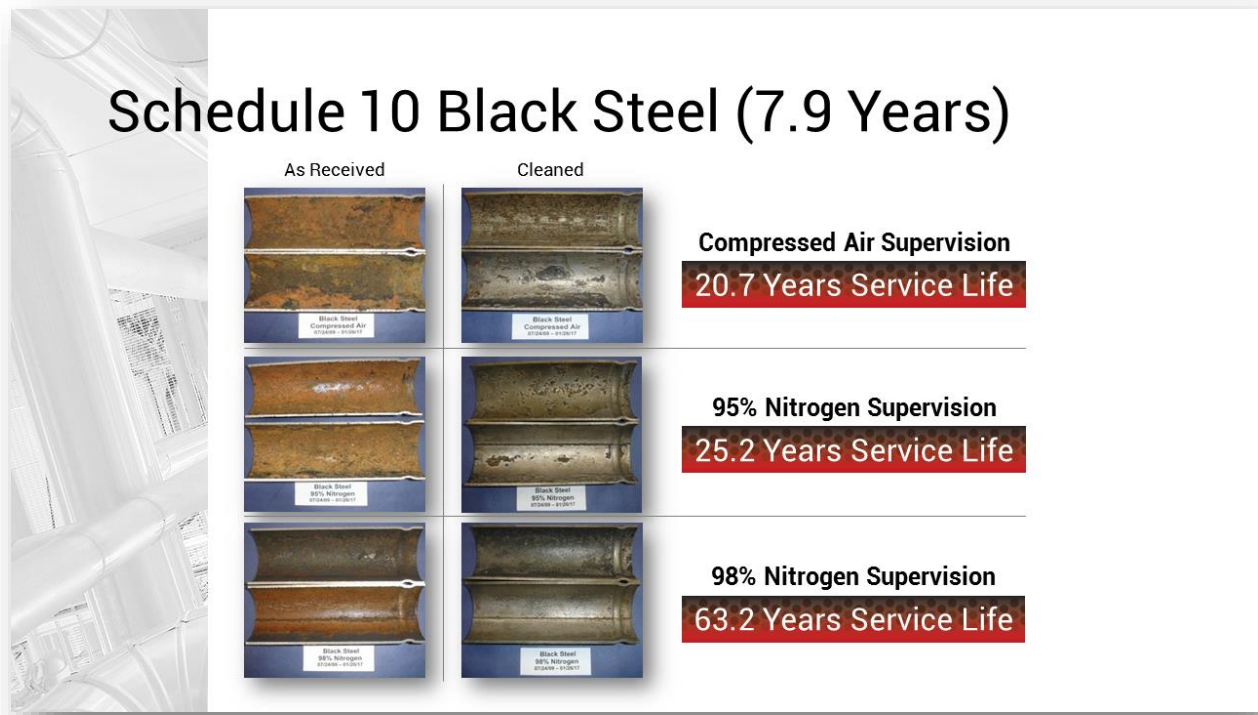 Schedule 10 Black Steel (7.9 Years)
As Received
Cleaned
Black Steel
Compressed Air
Black Steel
Compressed Air
Compressed Air Supervision
20.7 Years Service Life
Black Steel
95% Nitrogen
Black Steel
95% Nitrogen
95% Nitrogen Supervision
25.2 Years Service Life
Black Steel
98% Nitrogen
Black Steel
98% Nitrogen
98% Nitrogen Supervision
63.2 Years Service Life